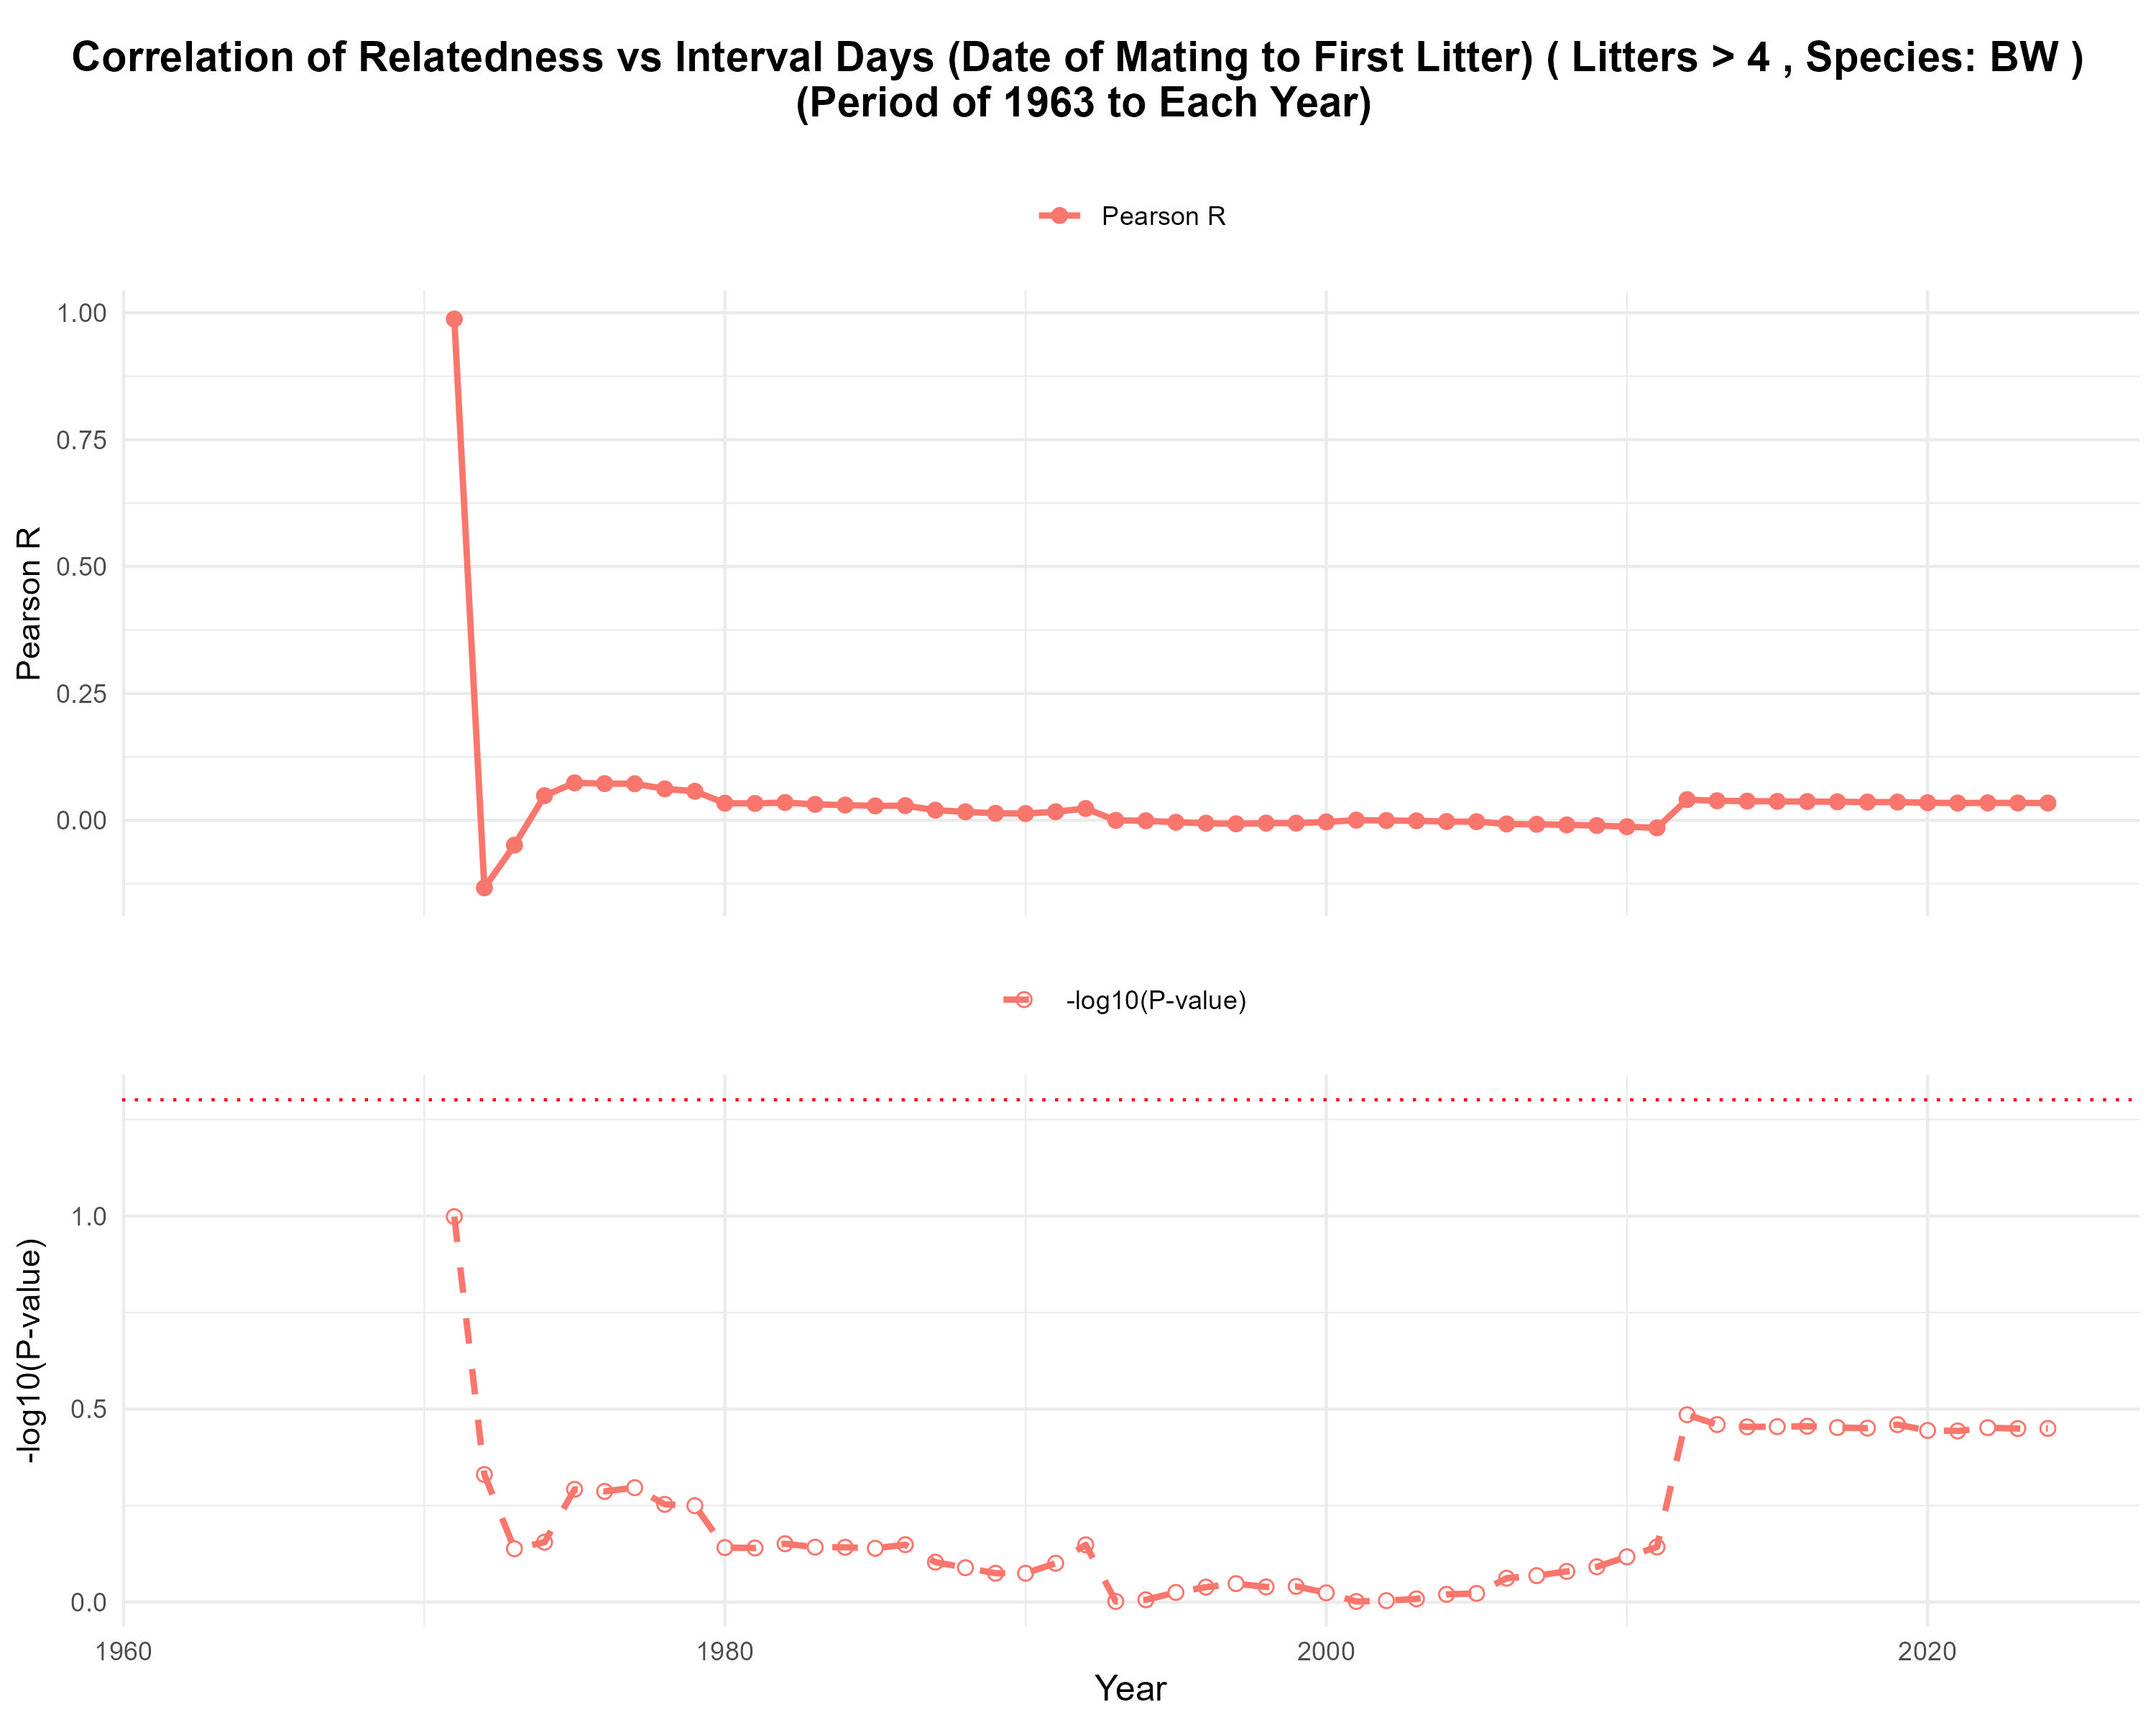 Correlation of Relatedness vs Interval Days (Date of Mating to First Litter) ( Litters > 4 , Species: BW )
(Period of 1963 to Each Year)
Pearson R
1.00
0.75
0.50
0.25
0.00
Pearson R
-log10(P-value)
1.0
0.5
0.0
-log10(P-value)
1960
1980
2000
2020
Year